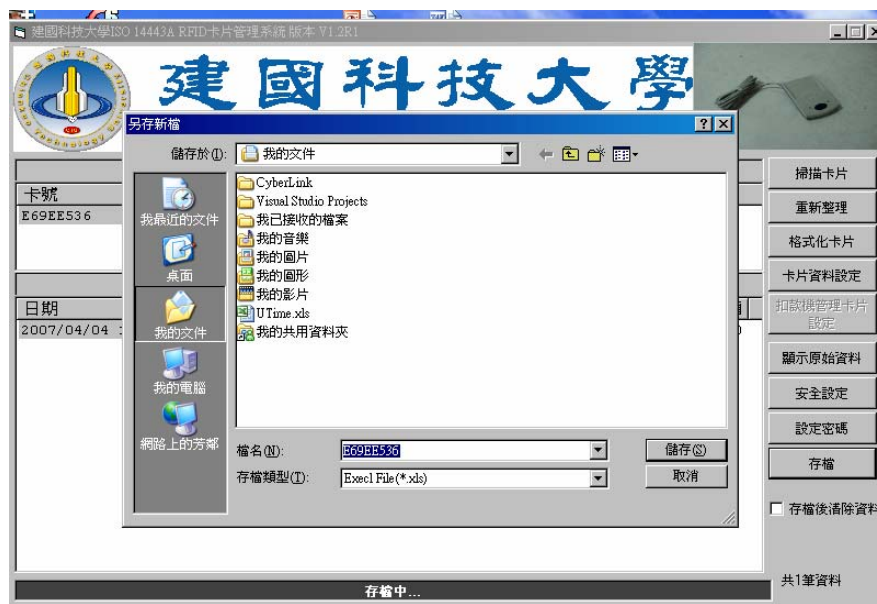 建國科技大學ISO 14443A RFID卡片管理系統 版本 V1.2R1
建國科技大學
另存新檔
儲存於(I):
我的文件
掃描卡片
卡號
E69EE536
我最近的文件
桌面
我的文件
我的電腦
網路上的芳鄰
CyberLink
Visual Studio Projects
我已接收的檔案
我的音樂
我的圖片
我的圖形
我的影片
UTime.xls
我的共用資料夾
重新整理
格式化卡片
卡片資料設定
日期
2007/04/04
扣款機管理卡片
設定
顯示原始資料
安全設定
設定密碼
檔名(N):
E69EE536
儲存(S)
存檔
存檔類型(T):
Execl File(*.xls)
取消
存檔後清除資料
共1筆資料
存檔中...